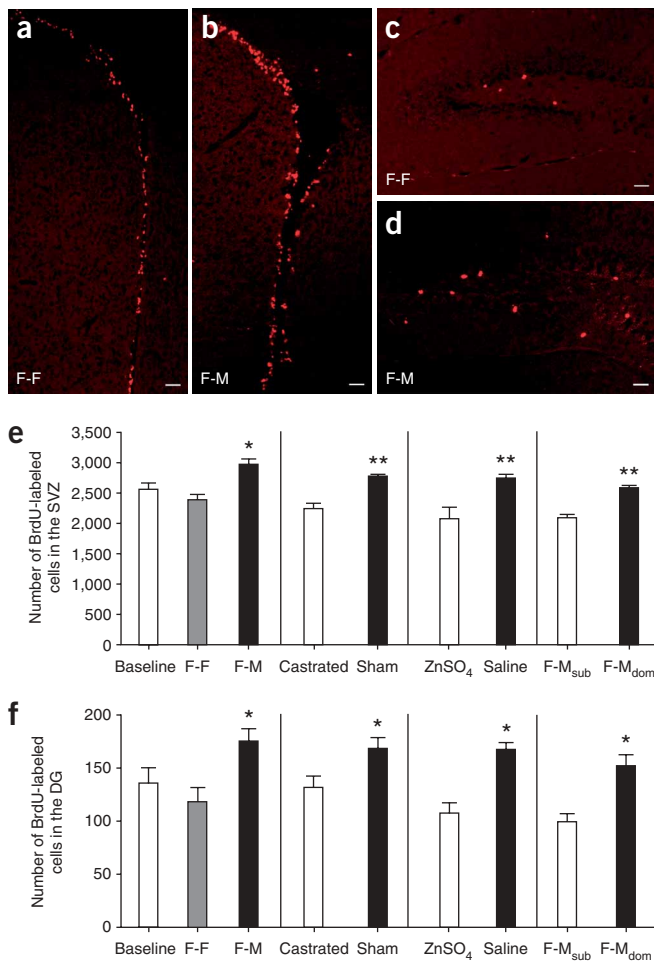 a
F-F
b
F-M
c
F-F
d
F-M
e
Number of BrdU-labeled
cells in the SVZ
3,500
3,000
2,500
2,000
1,500
1,000
500
0
*
**
**
**
Baseline F-F F-M Castrated Sham ZnSO4 Saline F-Msub F-Mdom
f
Number of BrdU-labeled
cells in the DG
200
150
100
50
0
*
*
*
*
Baseline F-F F-M Castrated Sham ZnSO4 Saline F-Msub F-Mdom